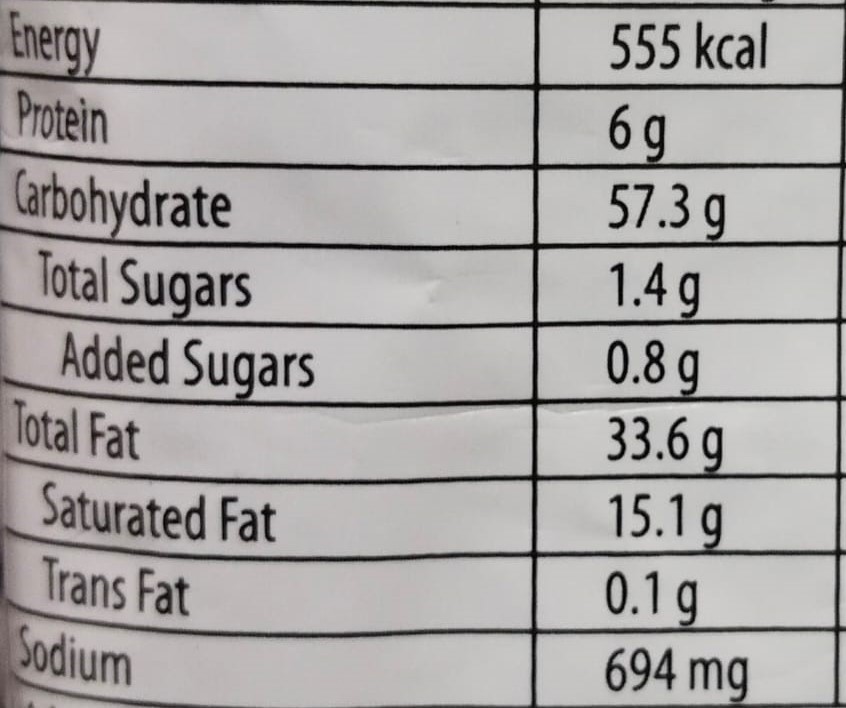 Energy 555 kcal
Protein 6 g
Carbohydrate 57.3 g
Total Sugars 1.4 g
Added Sugars 0.8 g
Total Fat 33.6 g
Saturated Fat 15.1 g
Trans Fat 0.1 g
Sodium 694 mg